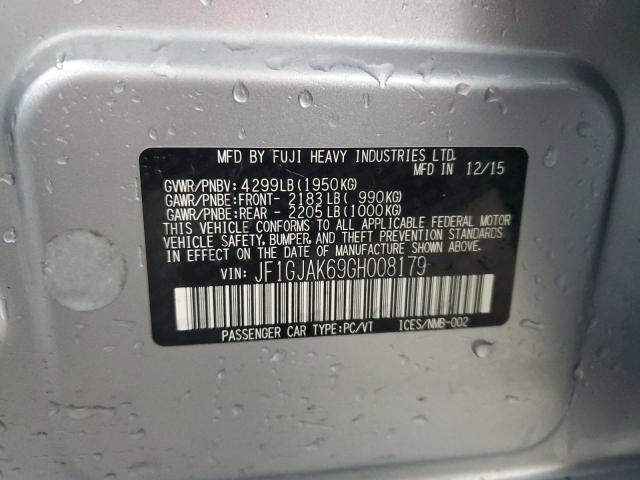 MFD BY FUJI HEAVY INDUSTRIES LTD.
MFD IN 12/15
GVWR/PNBV: 4299LB(1950KG)
GAWR/PNBE:FRONT- 2183LB( 990KG)
GAWR/PNBE:REAR - 2205LB(1000KG)
THIS VEHICLE CONFORMS TO ALL APPLICABLE FEDERAL MOTOR
VEHICLE SAFETY, BUMPER, AND THEFT PREVENTION STANDARDS
IN EFFECT ON THE DATE OF MANUFACTURE SHOWN ABOVE.
VIN: JF1GJAK69GH008179
PASSENGER CAR TYPE:PC/VT ICES/NMB-002